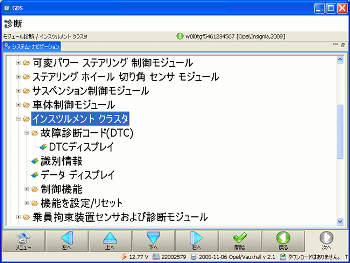 GDS
診断
モジュール診断 / インスツルメント クラスタ
[Opel,Insignia,2009]
システム ナビゲーション
可変パワー ステアリング 制御モジュール
ステアリング ホイール 切り角 センサ モジュール
サスペンション制御モジュール
車体制御モジュール
インスツルメント クラスタ
故障診断コード(DTC)
DTCディスプレイ
識別情報
データ ディスプレイ
制御機能
機能を設定/リセット
乗員拘束装置センサおよび診断モジュール
メニュー
左へ
上へ
下へ
右へ
開始
戻る
次へ
12.77 V
22002579
2000-11-06 Opel/Vauxhall v 2.1
ダウンロードはありません。